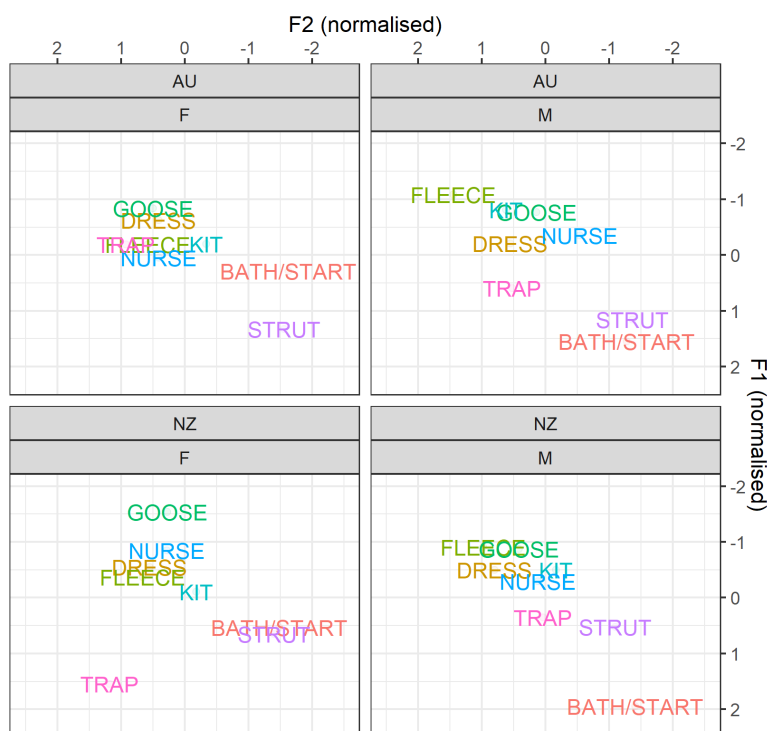 F2 (normalised)
2 1 0 -1 -2 2 1 0 -1 -2
AU AU
F M
-2
FLEECE
-1
GOOSE KIT GOOSE
DRESS
NURSE
TRAP FLEECE KIT DRESS
0
NURSE
BATH/START
TRAP
1
STRUT STRUT
BATH/START
2
F1 (normalised)
NZ NZ
F M
-2
GOOSE
-1
NURSE FLEECE GOOSE
DRESS DRESS KIT
FLEECE NURSE
KIT
0
TRAP
BATH/START STRUT
STRUT
1
TRAP
BATH/START
2